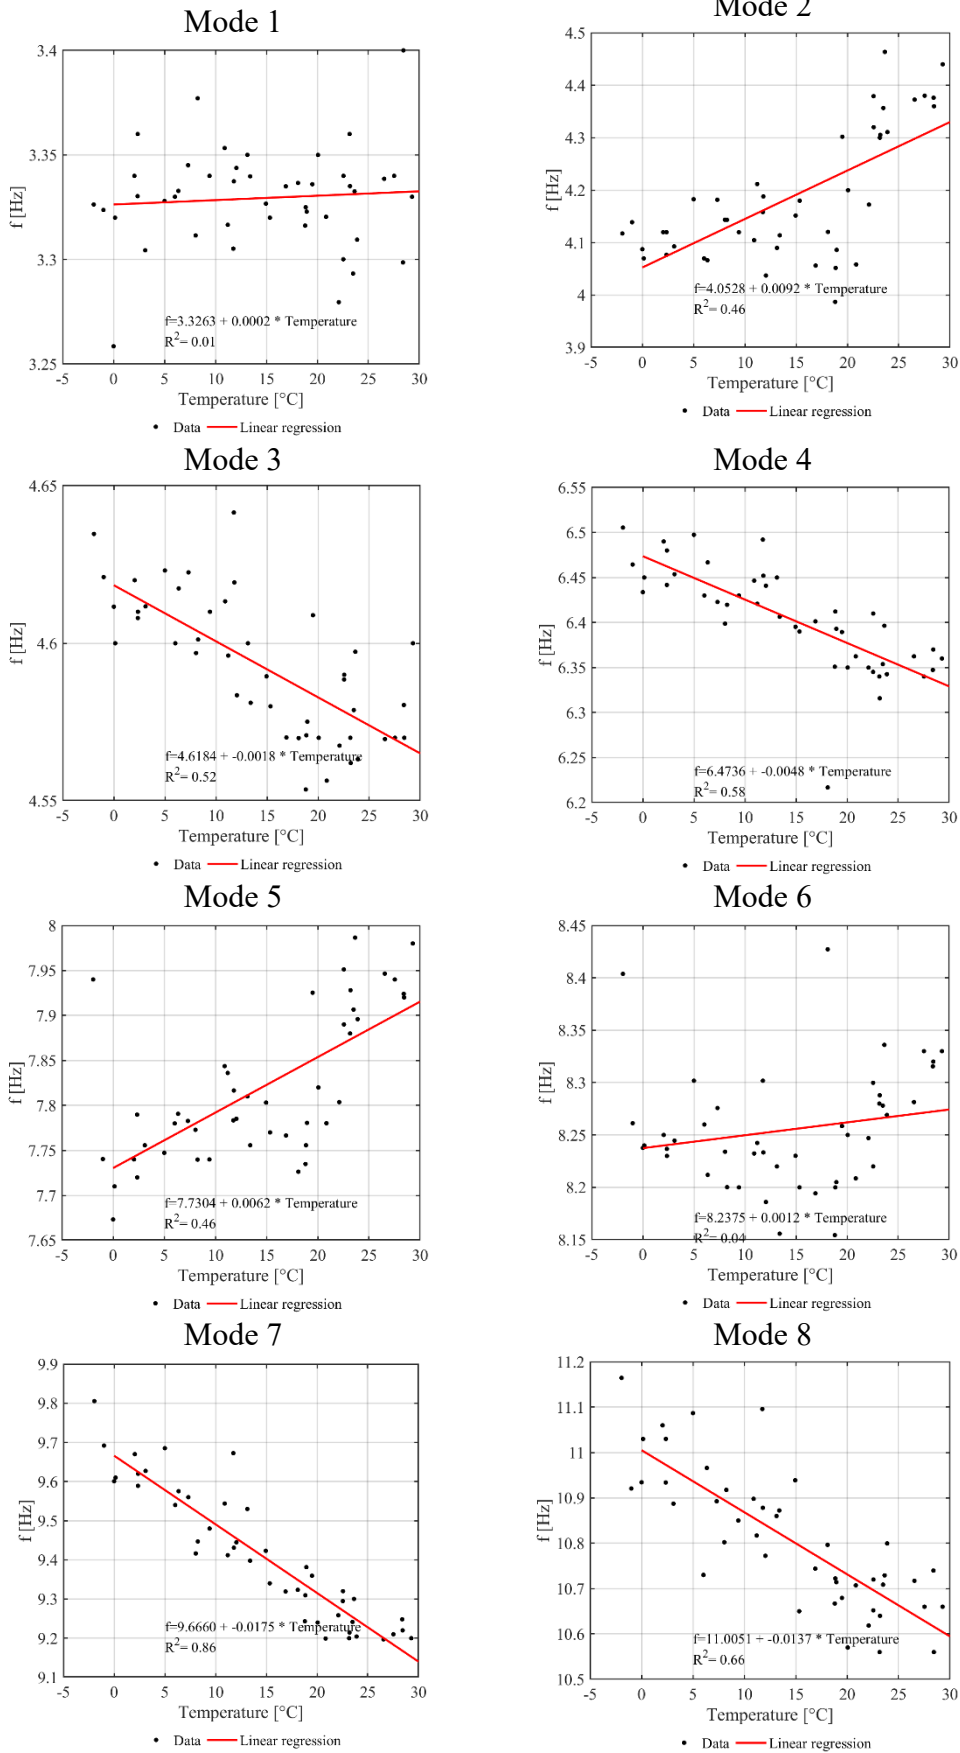 Mode 1
3.4
3.35
3.3
3.25
f [Hz]
f=3.3263 + 0.0002 * Temperature
R2= 0.01
-5 0 5 10 15 20 25 30
Temperature [°C]
Data Linear regression
Mode 2
4.5
4.4
4.3
4.2
4.1
4
3.9
f [Hz]
f=4.0528 + 0.0092 * Temperature
R2= 0.46
-5 0 5 10 15 20 25 30
Temperature [°C]
Data Linear regression
Mode 3
4.65
4.6
4.55
f [Hz]
f=4.6184 + -0.0018 * Temperature
R2= 0.52
-5 0 5 10 15 20 25 30
Temperature [°C]
Data Linear regression
Mode 4
6.55
6.5
6.45
6.4
6.35
6.3
6.25
6.2
f [Hz]
f=6.4736 + -0.0048 * Temperature
R2= 0.58
-5 0 5 10 15 20 25 30
Temperature [°C]
Data Linear regression
Mode 5
8
7.95
7.9
7.85
7.8
7.75
7.7
7.65
f [Hz]
f=7.7304 + 0.0062 * Temperature
R2= 0.46
-5 0 5 10 15 20 25 30
Temperature [°C]
Data Linear regression
Mode 6
8.45
8.4
8.35
8.3
8.25
8.2
8.15
f [Hz]
f=8.2375 + 0.0012 * Temperature
R2= 0.04
-5 0 5 10 15 20 25 30
Temperature [°C]
Data Linear regression
Mode 7
9.9
9.8
9.7
9.6
9.5
9.4
9.3
9.2
9.1
f [Hz]
f=9.6660 + -0.0175 * Temperature
R2= 0.86
-5 0 5 10 15 20 25 30
Temperature [°C]
Data Linear regression
Mode 8
11.2
11.1
11
10.9
10.8
10.7
10.6
10.5
f [Hz]
f=11.0051 + -0.0137 * Temperature
R2= 0.66
-5 0 5 10 15 20 25 30
Temperature [°C]
Data Linear regression